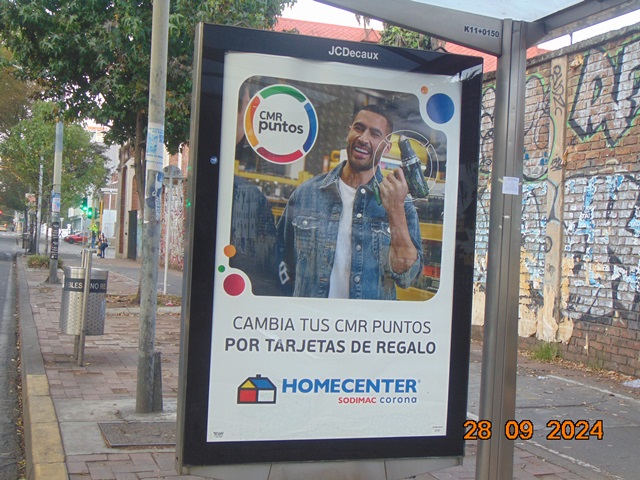 K11+0150
JCDecaux
CMR
puntos
CAMBIA TUS CMR PUNTOS
POR TARJETAS DE REGALO
HOMECENTER
SODIMAC corona
28 09 2024